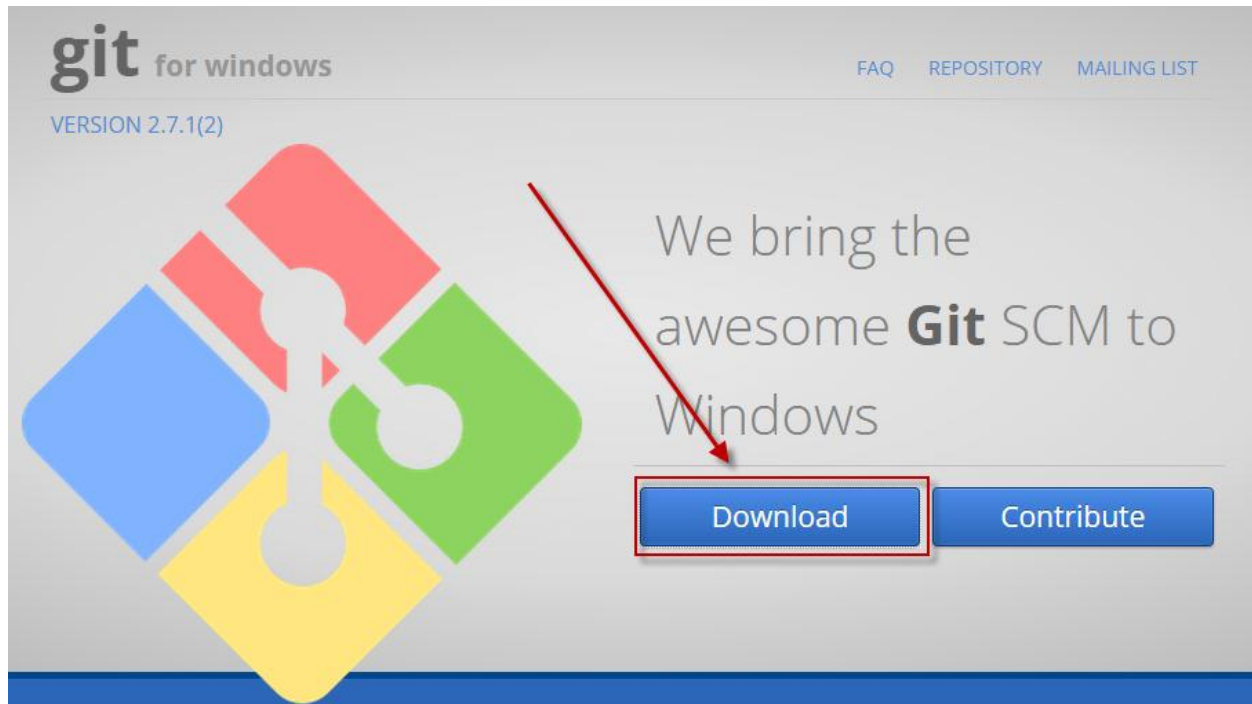 git for windows
FAQ REPOSITORY MAILING LIST
VERSION 2.7.1(2)
We bring the
awesome Git SCM to
Windows
Download Contribute